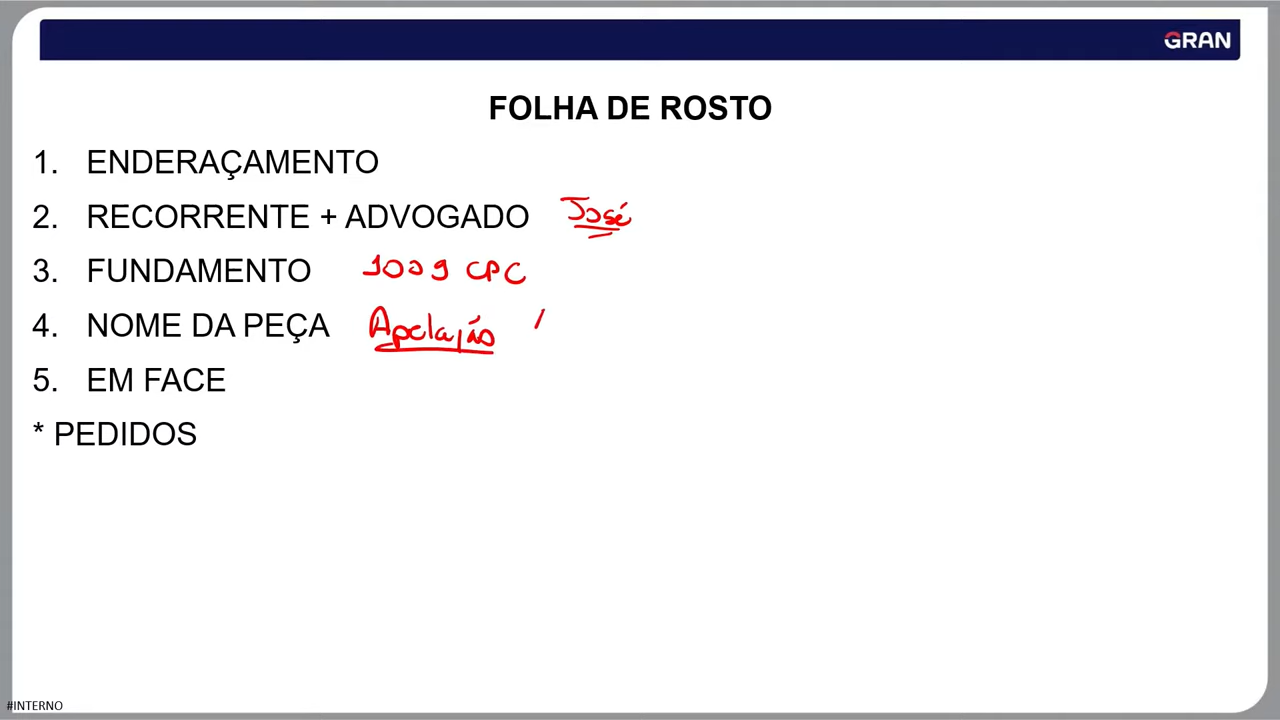 GRAN
FOLHA DE ROSTO
1. ENDERAÇAMENTO
2. RECORRENTE + ADVOGADO José
3. FUNDAMENTO 1009 CPC
4. NOME DA PEÇA Apelação
5. EM FACE
* PEDIDOS
#INTERNO